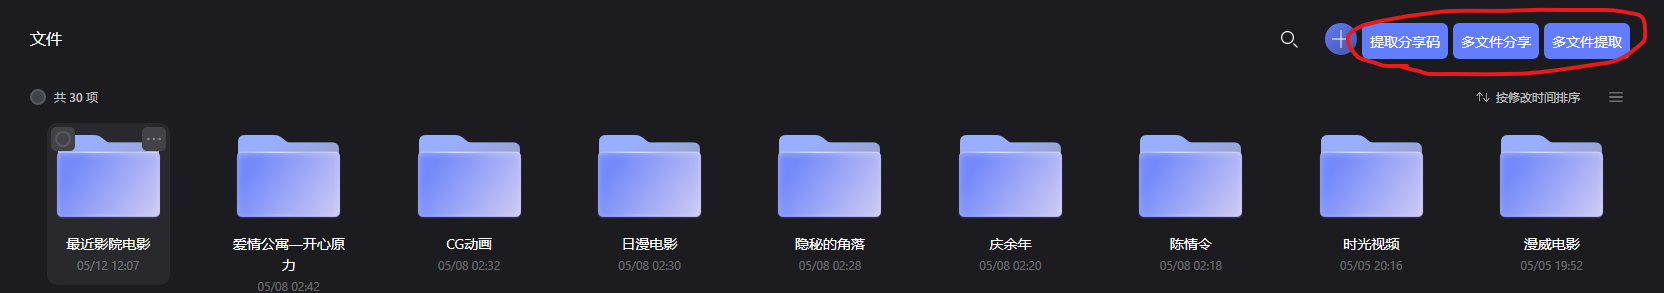 文件
提取分享码
多文件分享
多文件提取
共 30 项
按修改时间排序
最近影院电影
05/12 12:07
爱情公寓—开心原
力
05/08 02:42
CG动画
05/08 02:32
日漫电影
05/08 02:30
隐秘的角落
05/08 02:28
庆余年
05/08 02:20
陈情令
05/08 02:18
时光视频
05/05 20:16
漫威电影
05/05 19:52